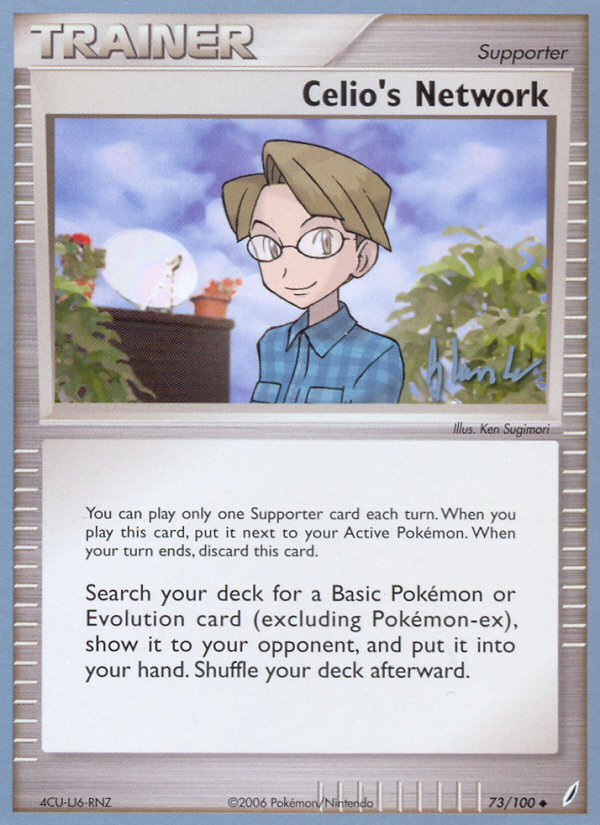 TRAINER
Supporter
Celio's Network
Illus. Ken Sugimori
You can play only one Supporter card each turn. When you
play this card, put it next to your Active Pokémon. When
your turn ends, discard this card.
Search your deck for a Basic Pokémon or
Evolution card (excluding Pokémon-ex),
show it to your opponent, and put it into
your hand. Shuffle your deck afterward.
4CU-LJ6-RNZ
©2006 Pokémon/Nintendo
73/100